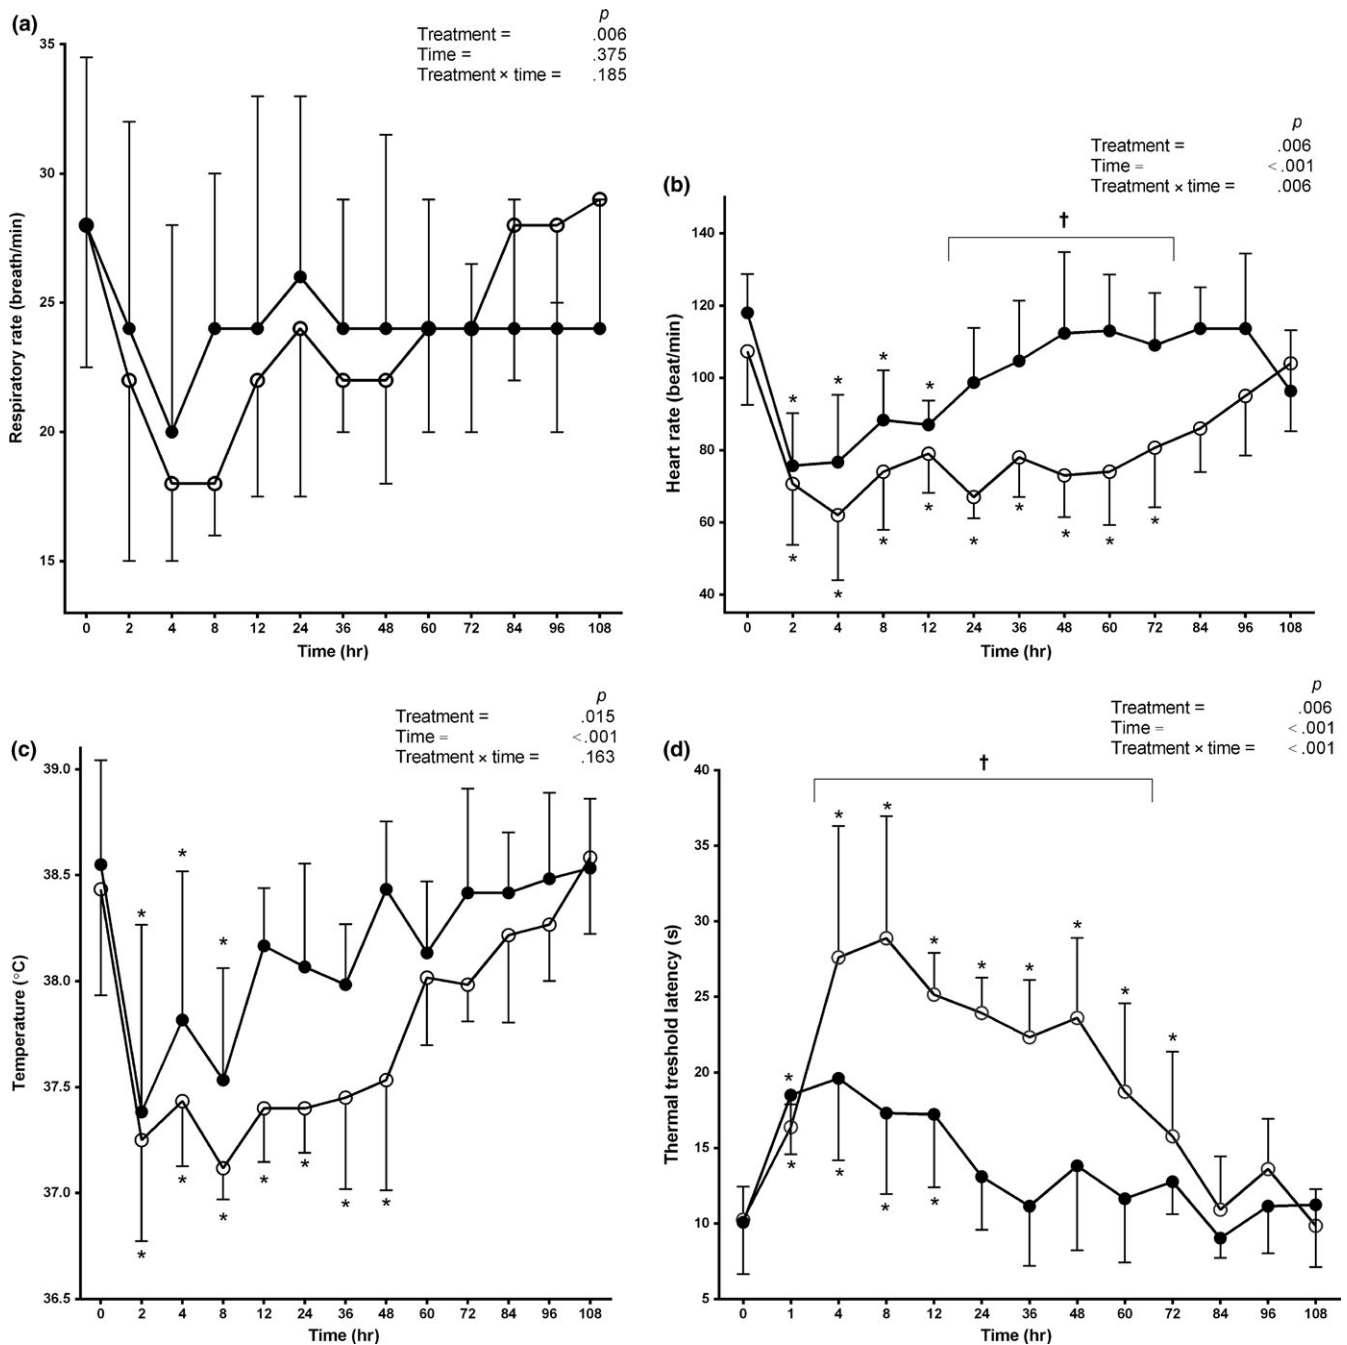 (a)
p
Treatment = .006
Time = .375
Treatment × time = .185
35
30
25
20
15
Respiratory rate (breath/min)
0 2 4 8 12 24 36 48 60 72 84 96 108
Time (hr)
(b)
p
Treatment = .006
Time = <.001
Treatment × time = .006
†
140
120
100
80
60
40
Heart rate (beat/min)
* * * *
* * * * * * * * *
0 2 4 8 12 24 36 48 60 72 84 96 108
Time (hr)
(c)
p
Treatment = .015
Time = <.001
Treatment × time = .163
39.0
38.5
38.0
37.5
37.0
36.5
Temperature (°C)
* * *
* * * * * * *
0 2 4 8 12 24 36 48 60 72 84 96 108
Time (hr)
(d)
p
Treatment = .006
Time = <.001
Treatment × time = <.001
†
40
35
30
25
20
15
10
5
Thermal treshold latency (s)
* * * * * * * * *
* * * *
0 1 4 8 12 24 36 48 60 72 84 96 108
Time (hr)